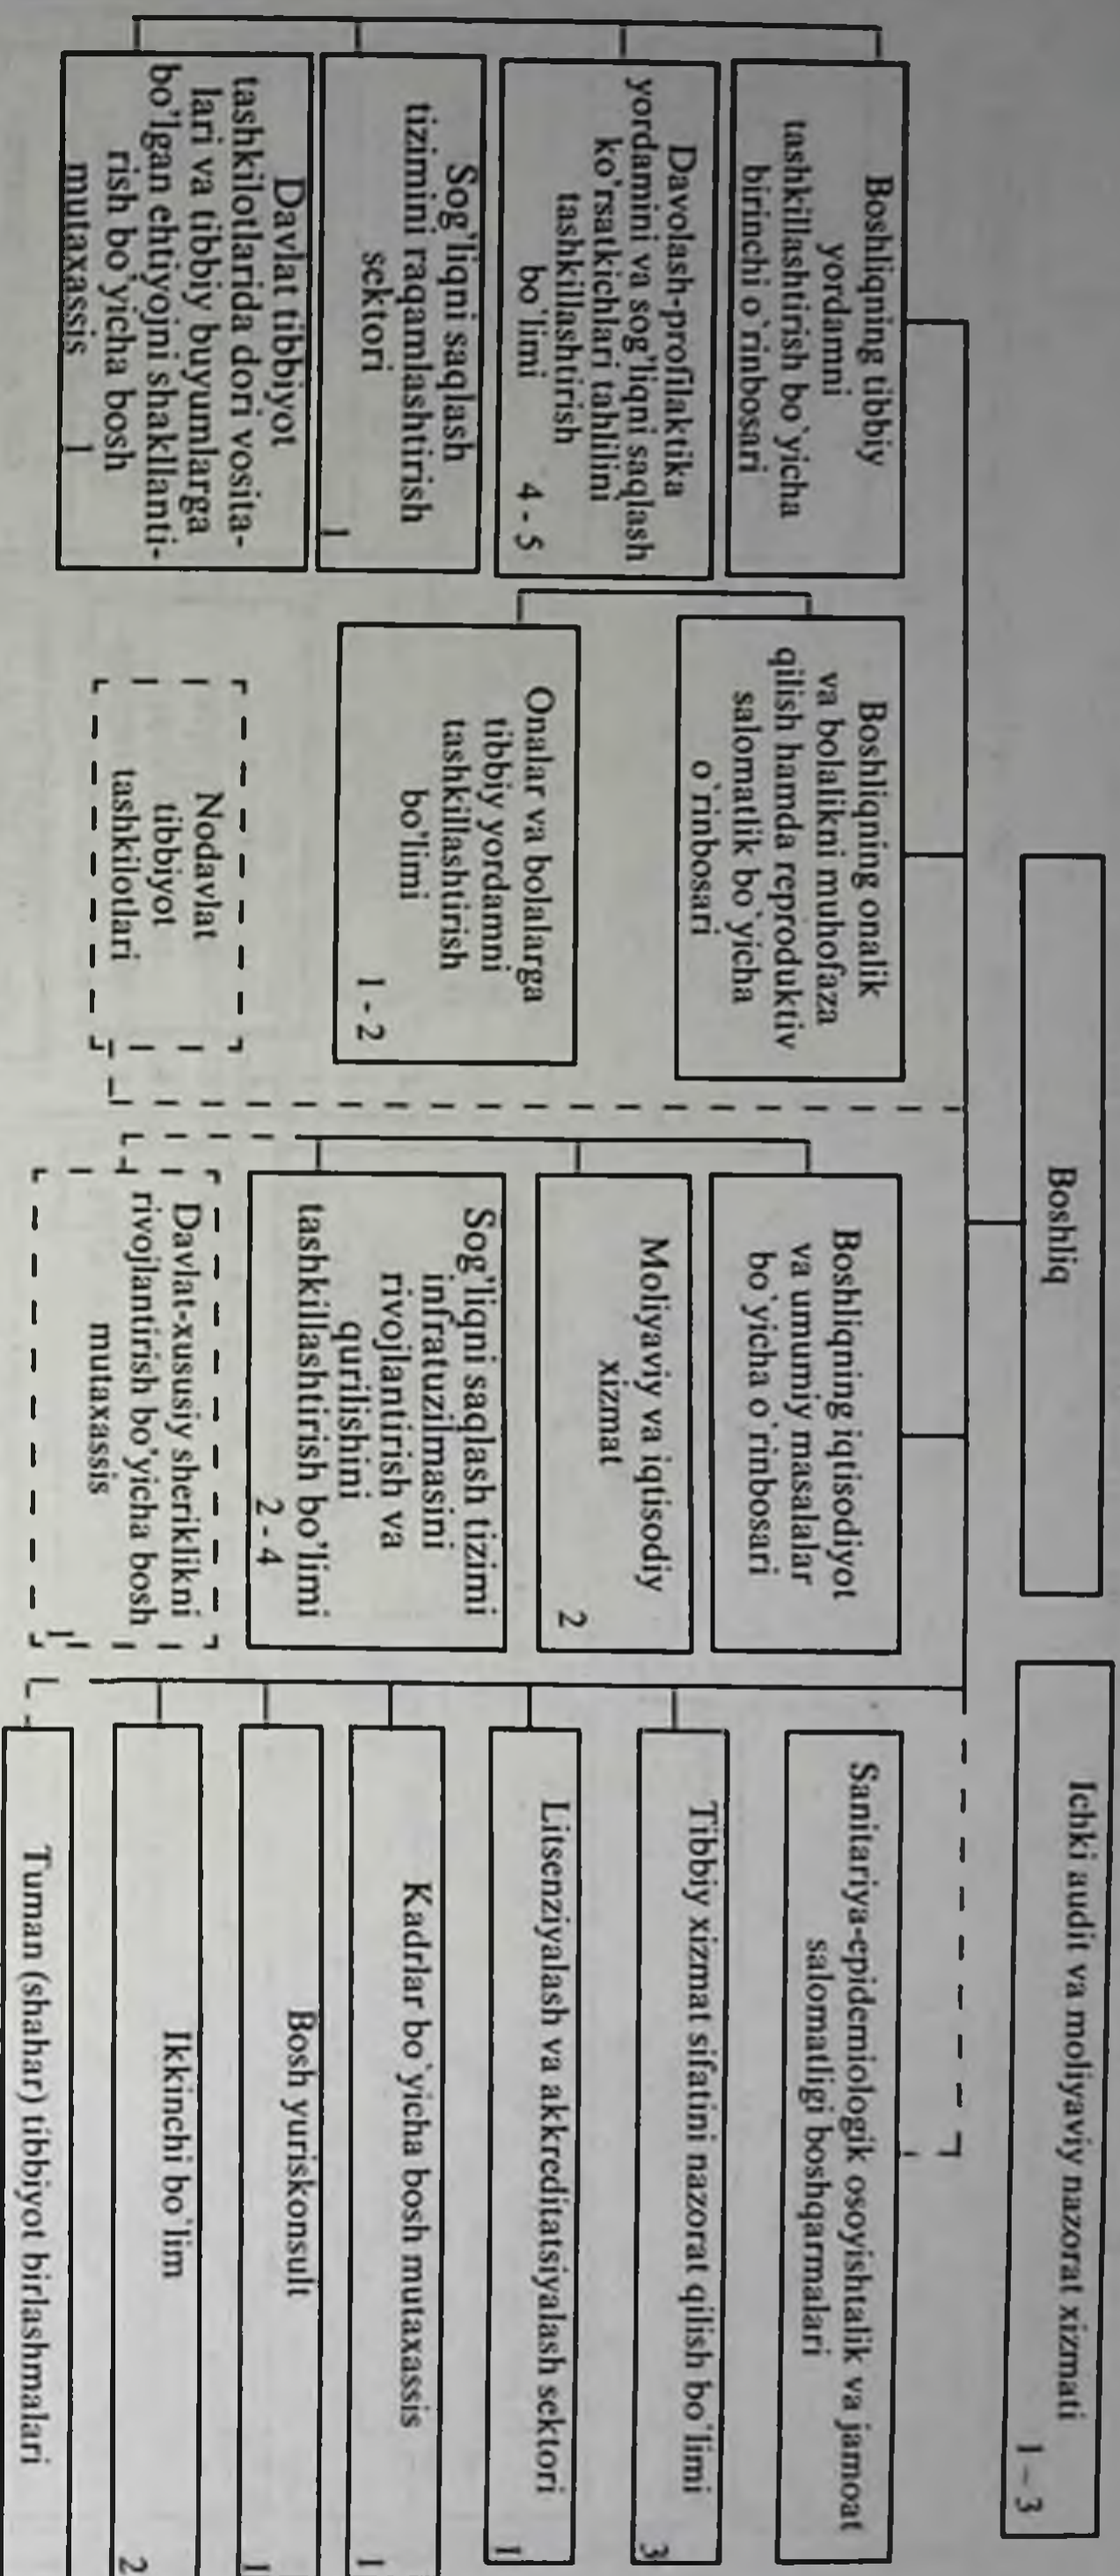 Boshliq
Ichki audit va moliyaviy nazorat xizmati
1 – 3
Boshliqning tibbiy
yordamni
tashkillashtirish bo`yicha
birinchi o`rinbosari
Davolash-profilaktika
yordamini va sog’liqni saqlash
ko’rsatkichlari tahlilini
tashkillashtirish
bo’limi 4 - 5
Sog’liqni saqlash
tizimini raqamlashtirish
sektori
1
Davlat tibbiyot
tashkilotlarida dori vosita-
lari va tibbiy buyumlarga
bo’lgan ehtiyojni shakllanti-
rish bo’yicha bosh
mutaxassis 1
Boshliqning onalik
va bolalikni muhofaza
qilish hamda reproduktiv
salomatlik bo`yicha
o`rinbosari
Onalar va bolalarga
tibbiy yordamni
tashkillashtirish
bo’limi
1 - 2
Nodavlat
tibbiyot
tashkilotlari
Boshliqning iqtisodiyot
va umumiy masalalar
bo`yicha o`rinbosari
Moliyaviy va iqtisodiy
xizmat
2
Sog’liqni saqlash tizimi
infratuzilmasini
rivojlantirish va
qurilishini
tashkillashtirish bo’limi
2 - 4
Davlat-xususiy sheriklikni
rivojlantirish bo’yicha bosh
mutaxassis
1
Sanitariya-epidemiologik osoyishtalik va jamoat
salomatligi boshqarmalari
Tibbiy xizmat sifatini nazorat qilish bo`limi
3
Litsenziyalash va akkreditatsiyalash sektori
1
Kadrlar bo`yicha bosh mutaxassis
1
Bosh yuriskonsult
1
Ikkinchi bo`lim
2
Tuman (shahar) tibbiyot birlashmalari